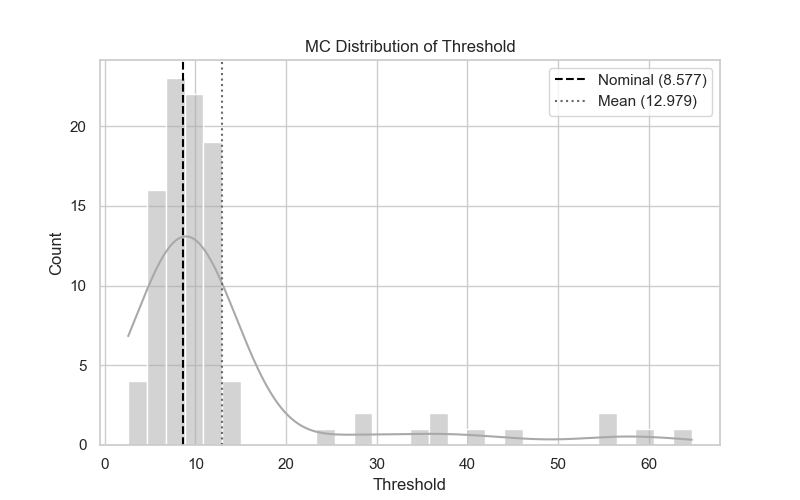 MC Distribution of Threshold
Nominal (8.577)
Mean (12.979)
Count
20
15
10
5
0
0 10 20 30 40 50 60
Threshold